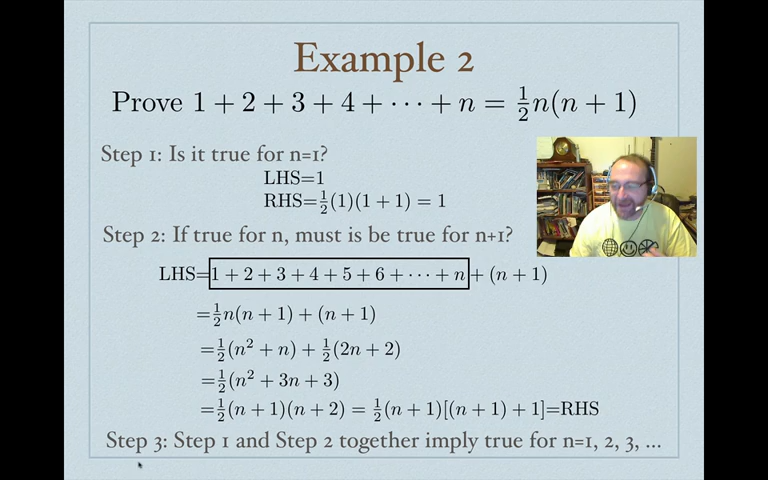 Example 2
Prove 1 + 2 + 3 + 4 + ⋯ + n = ½n(n + 1)
Step 1: Is it true for n=1?
LHS=1
RHS=½(1)(1 + 1) = 1
Step 2: If true for n, must is be true for n+1?
LHS=1 + 2 + 3 + 4 + 5 + 6 + ⋯ + n + (n + 1)
=½n(n + 1) + (n + 1)
=½(n² + n) + ½(2n + 2)
=½(n² + 3n + 3)
=½(n + 1)(n + 2) = ½(n + 1)[(n + 1) + 1]=RHS
Step 3: Step 1 and Step 2 together imply true for n=1, 2, 3, ...